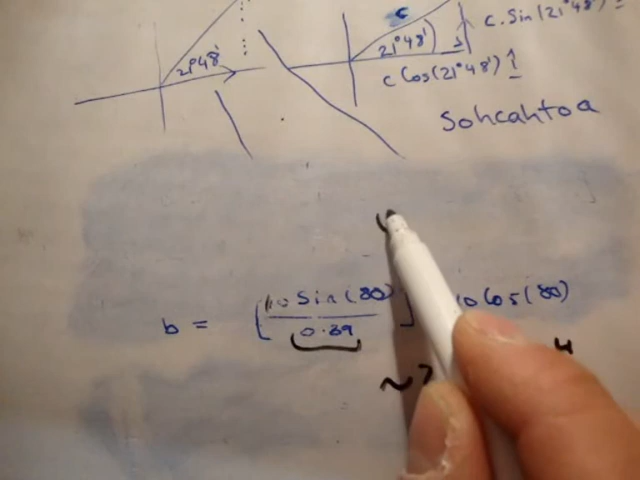 c
c. Sin(21°48')
21°48'
21°48'
c Cos(21°48') i
Sohcahtoa
b = [10 Sin(80) / 0.39] 10 Cos(80)
~